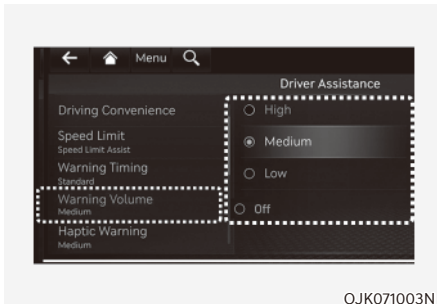 Menu
Driver Assistance
Driving Convenience
Speed Limit
Speed Limit Assist
Warning Timing
Standard
Warning Volume
Medium
Haptic Warning
Medium
High
Medium
Low
Off
OJK071003N